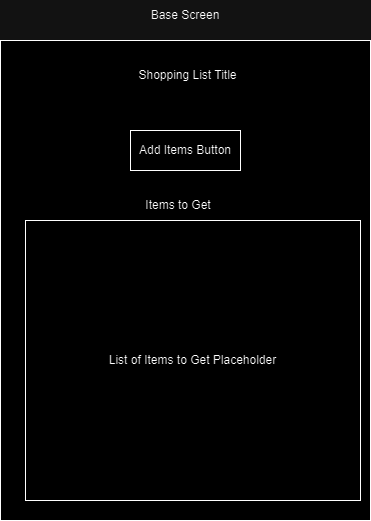 Base Screen
Shopping List Title
Add Items Button
Items to Get
List of Items to Get Placeholder